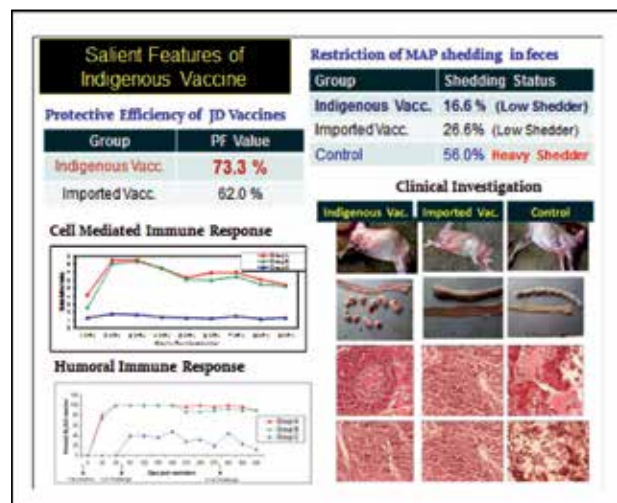 Salient Features of
Indigenous Vaccine
Protective Efficiency of JD Vaccines
Group PF Value
Indigenous Vacc. 73.3 %
Imported Vacc. 62.0 %
Cell Mediated Immune Response
Humoral Immune Response
Group A
Group B
Group C
Restriction of MAP shedding in feces
Group Shedding Status
Indigenous Vacc. 16.6 % (Low Shedder)
Imported Vacc. 26.6% (Low Shedder)
Control 56.0% Heavy Shedder
Clinical Investigation
Indigenous Vac. Imported Vac. Control